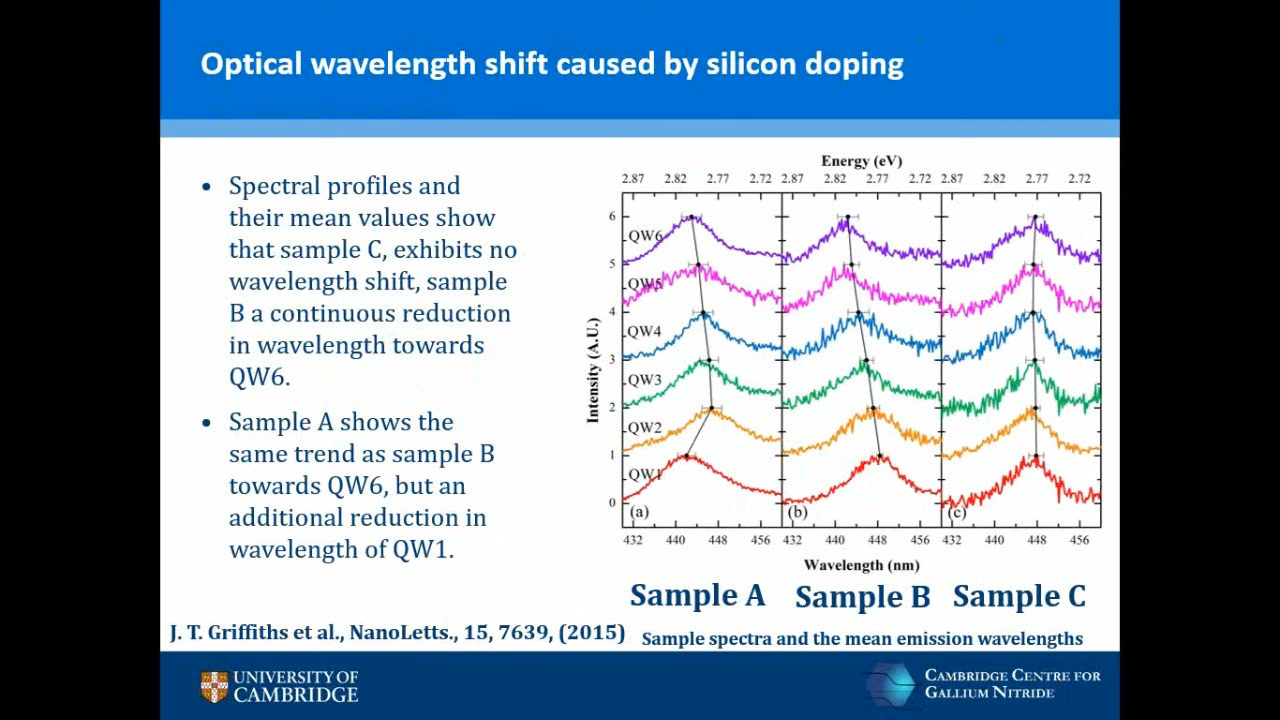 Optical wavelength shift caused by silicon doping
• Spectral profiles and
their mean values show
that sample C, exhibits no
wavelength shift, sample
B a continuous reduction
in wavelength towards
QW6.
• Sample A shows the
same trend as sample B
towards QW6, but an
additional reduction in
wavelength of QW1.
Energy (eV)
2.87 2.82 2.77 2.72 2.87 2.82 2.77 2.72 2.87 2.82 2.77 2.72
Intensity (A.U.)
6
QW6
5
QW5
4
QW4
3
QW3
2
QW2
1
QW1
0
(a) (b) (c)
432 440 448 456 432 440 448 456 432 440 448 456
Wavelength (nm)
Sample A Sample B Sample C
J. T. Griffiths et al., NanoLetts., 15, 7639, (2015)
Sample spectra and the mean emission wavelengths
UNIVERSITY OF
CAMBRIDGE
CAMBRIDGE CENTRE FOR
GALLIUM NITRIDE